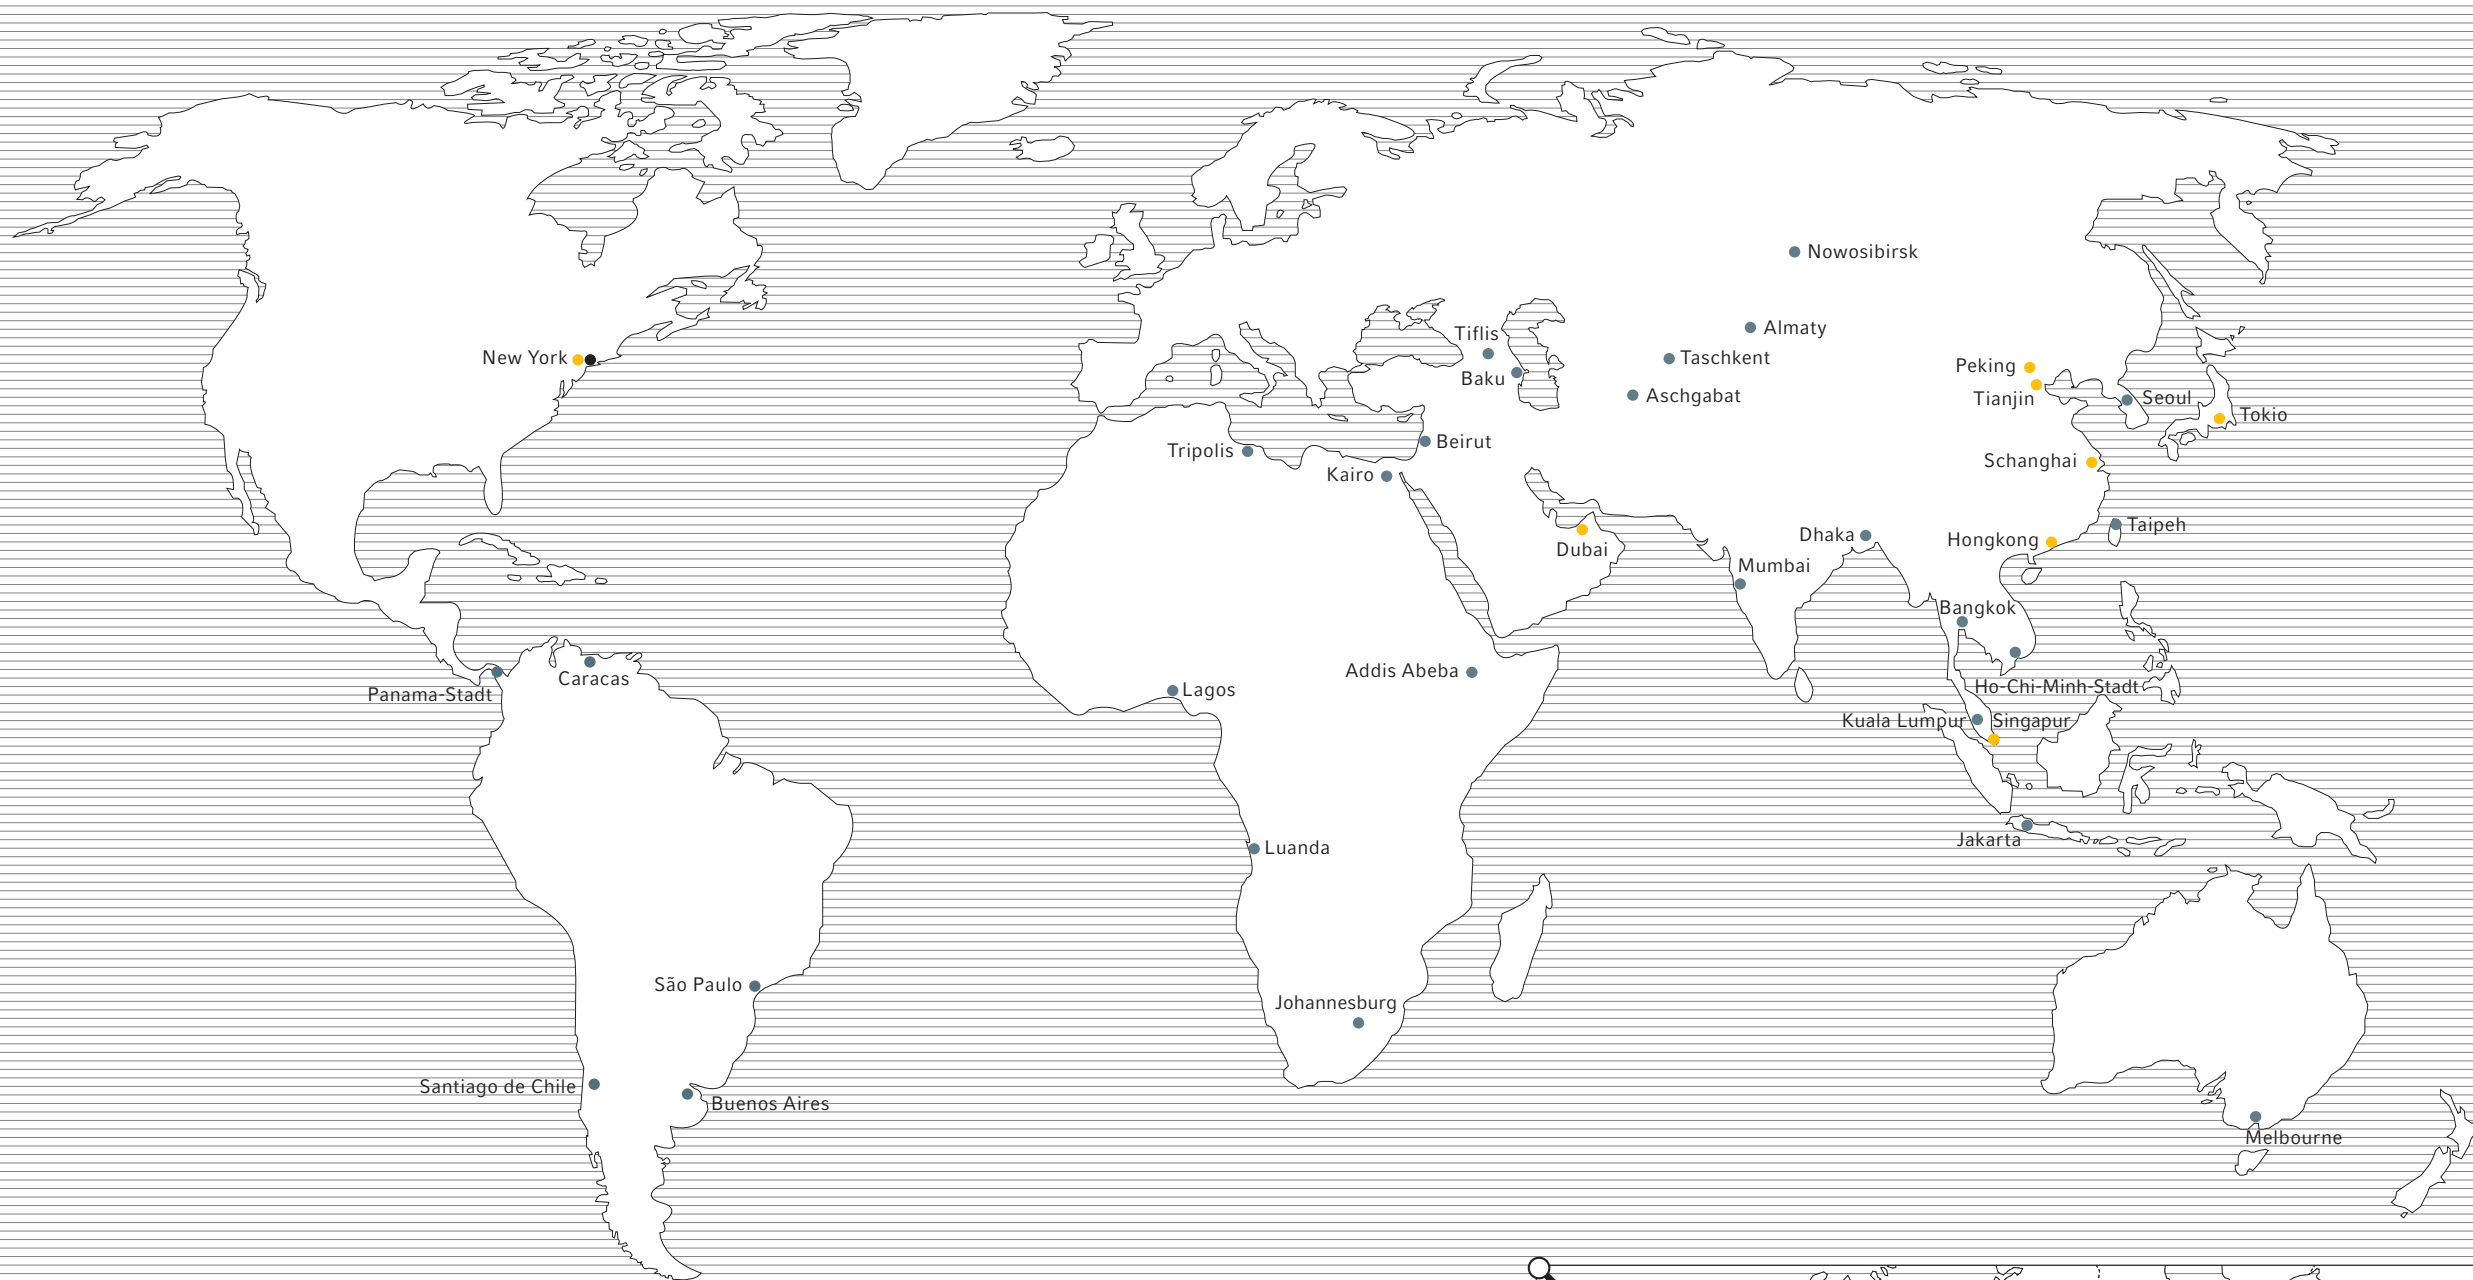 Nowosibirsk
Almaty
Tiflis
New York
Taschkent
Peking
Baku
Aschgabat
Tianjin
Seoul
Tokio
Beirut
Tripolis
Schanghai
Kairo
Taipeh
Dhaka
Hongkong
Dubai
Mumbai
Bangkok
Addis Abeba
Caracas
Ho-Chi-Minh-Stadt
Lagos
Panama-Stadt
Kuala Lumpur
Singapur
Jakarta
Luanda
São Paulo
Johannesburg
Santiago de Chile
Buenos Aires
Melbourne